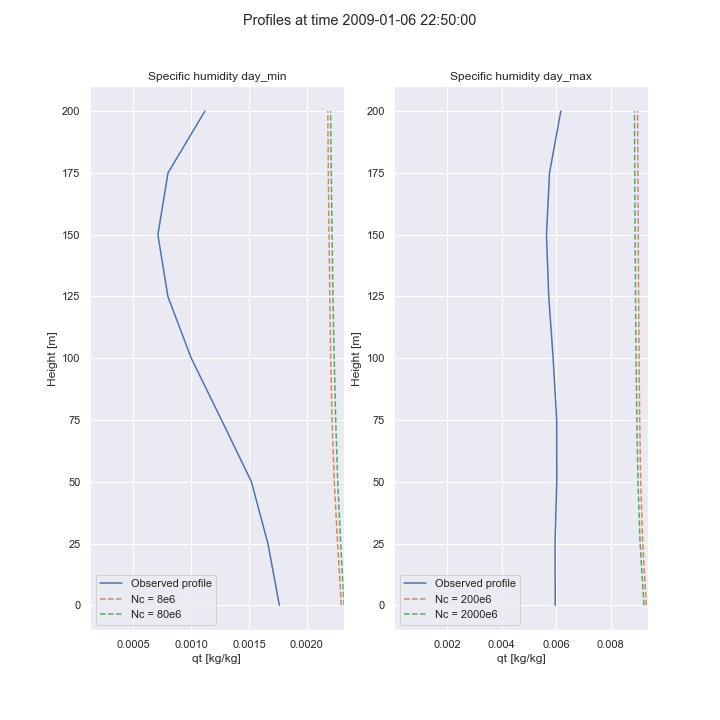 Profiles at time 2009-01-06 22:50:00
Specific humidity day_min
Height [m]
200
175
150
125
100
75
50
25
0
Observed profile
Nc = 8e6
Nc = 80e6
0.0005 0.0010 0.0015 0.0020
qt [kg/kg]
Specific humidity day_max
Height [m]
200
175
150
125
100
75
50
25
0
Observed profile
Nc = 200e6
Nc = 2000e6
0.002 0.004 0.006 0.008
qt [kg/kg]